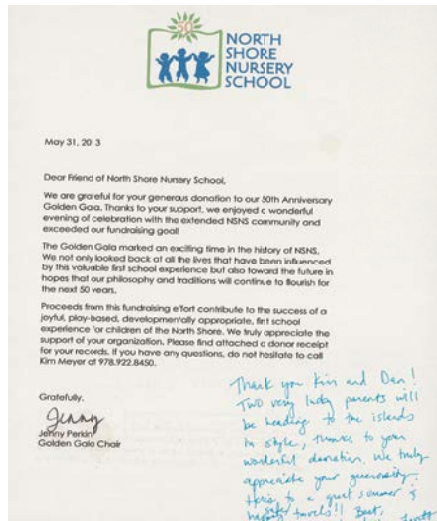 50
NORTH
SHORE
NURSERY
SCHOOL
May 31, 20 3
Dear Friend of North Shore Nursery School,
We are grateful for your generous donation to our 50th Anniversary
Golden Gaa. Thanks to your support, we enjoyed a wonderful
evening of celebration with the extended NSNS community and
exceeded our fundraising goal!
The Golden Gala marked an exciting time in the history of NSNS.
We not only looked back at all the lives that have been influenced
by this valuable first school experience but also toward the future in
hopes that our philosophy and traditions will continue to flourish for
the next 50 years.
Proceeds from this fundraising effort contribute to the success of a
joyful, play-based, developmentally appropriate, first school
experience for children of the North Shore. We truly appreciate the
support of your organization. Please find attached a donor receipt
for your records. If you have any questions, do not hesitate to call
Kim Meyer at 978.922.8450.
Gratefully,
Jenny
Jenny Perkin
Golden Gala Chair
Thank you Kim and Dan!
Two very lucky parents will
be heading to the islands
in style, thanks to your
wonderful donation. We truly
appreciate your generosity.
Here's to a great summer &
safe
happy travels!! Best,